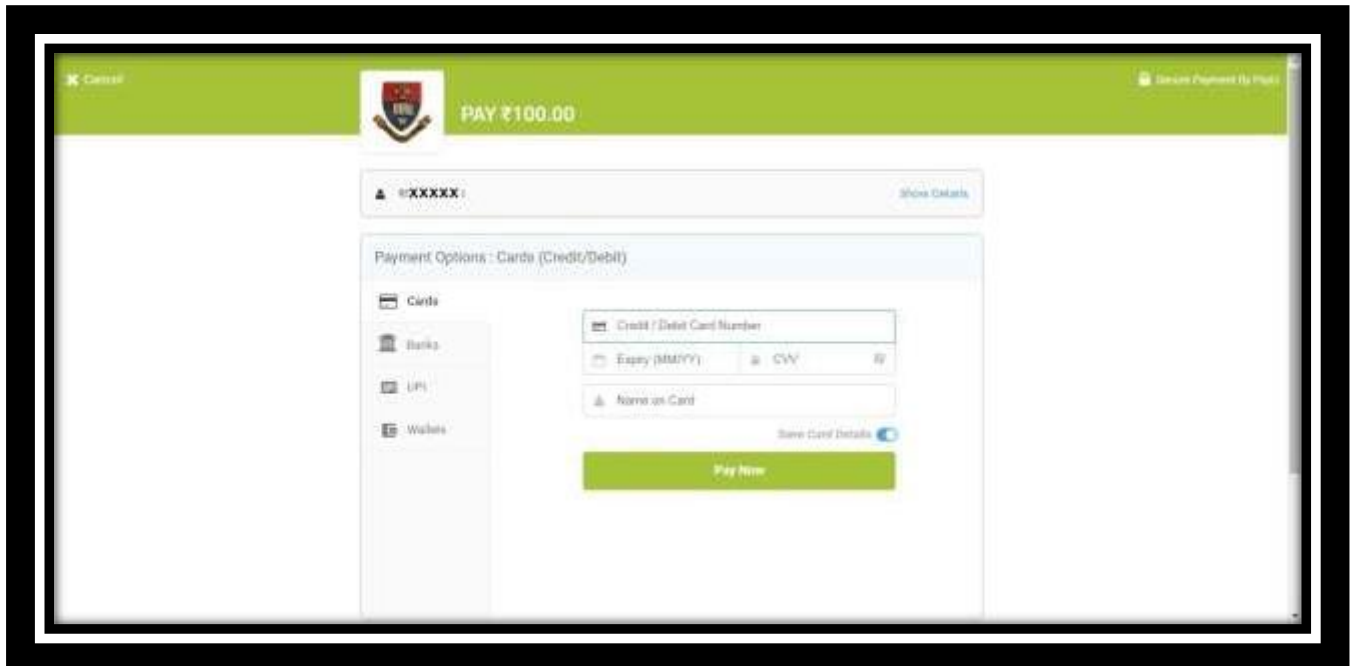 Cancel
Secure Payment By
PAY ₹100.00
XXXXX
Show Details
Payment Options : Cards (Credit/Debit)
Cards
Banks
UPI
Wallets
Credit / Debit Card Number
Expiry (MM/YY)
CVV
Name on Card
Save Card Details
Pay Now